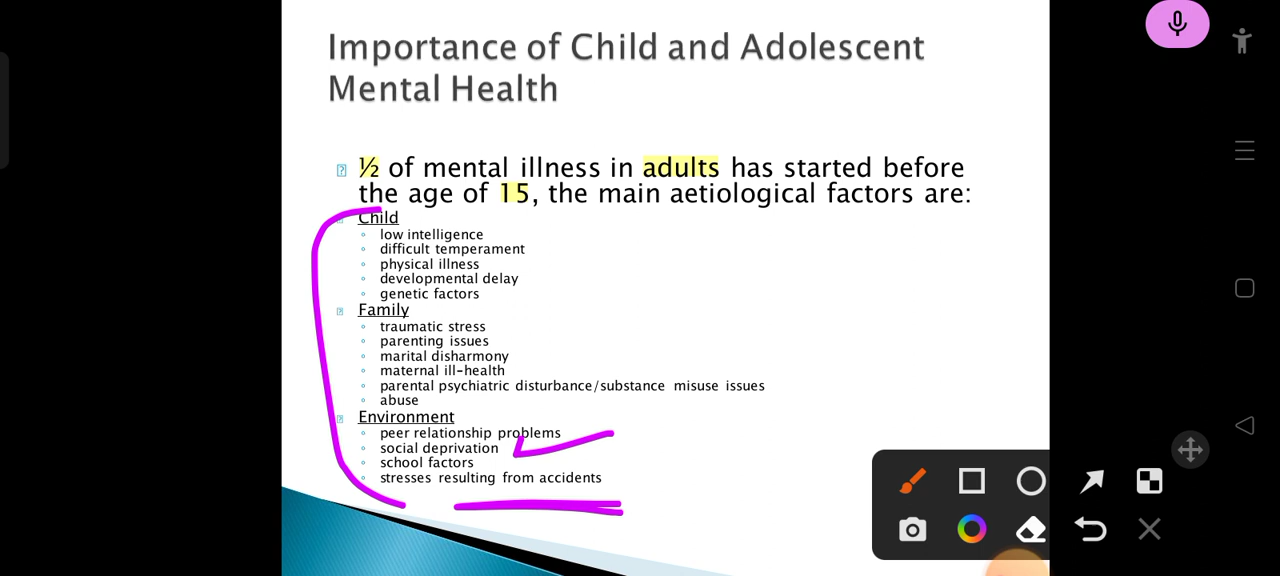 Importance of Child and Adolescent
Mental Health
½ of mental illness in adults has started before
the age of 15, the main aetiological factors are:
Child
low intelligence
difficult temperament
physical illness
developmental delay
genetic factors
Family
traumatic stress
parenting issues
marital disharmony
maternal ill-health
parental psychiatric disturbance/substance misuse issues
abuse
Environment
peer relationship problems
social deprivation
school factors
stresses resulting from accidents